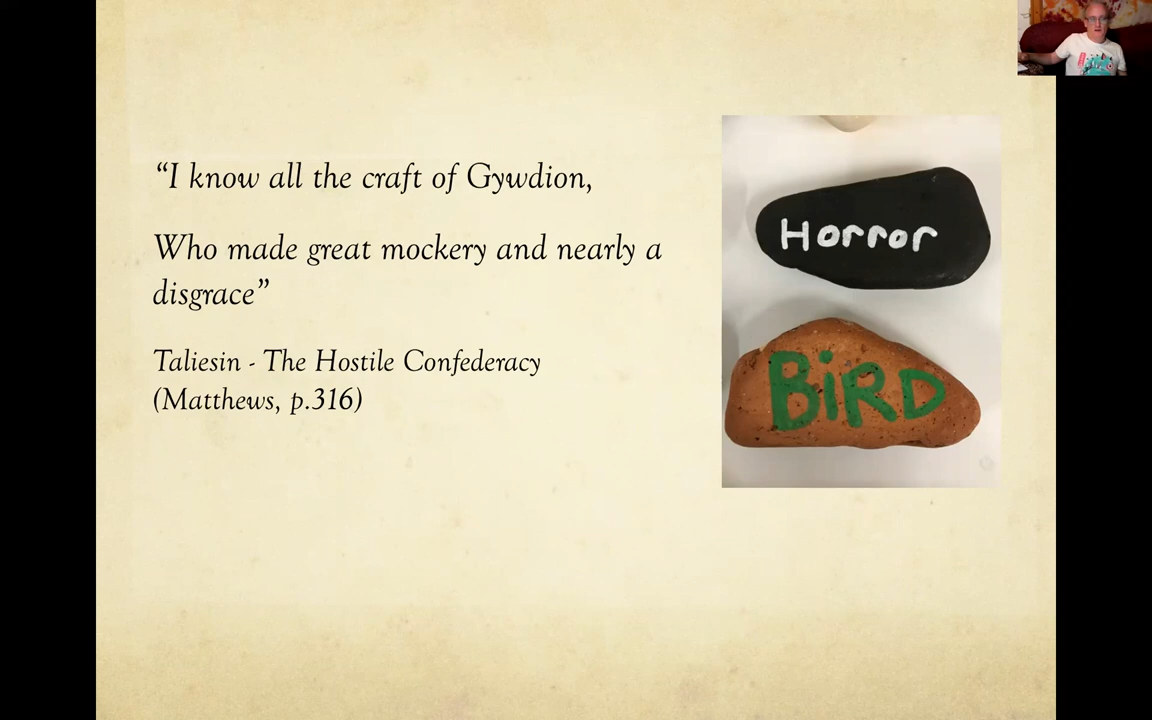 “I know all the craft of Gywdion,
Who made great mockery and nearly a
disgrace”
Taliesin - The Hostile Confederacy
(Matthews, p.316)
Horror
BiRD